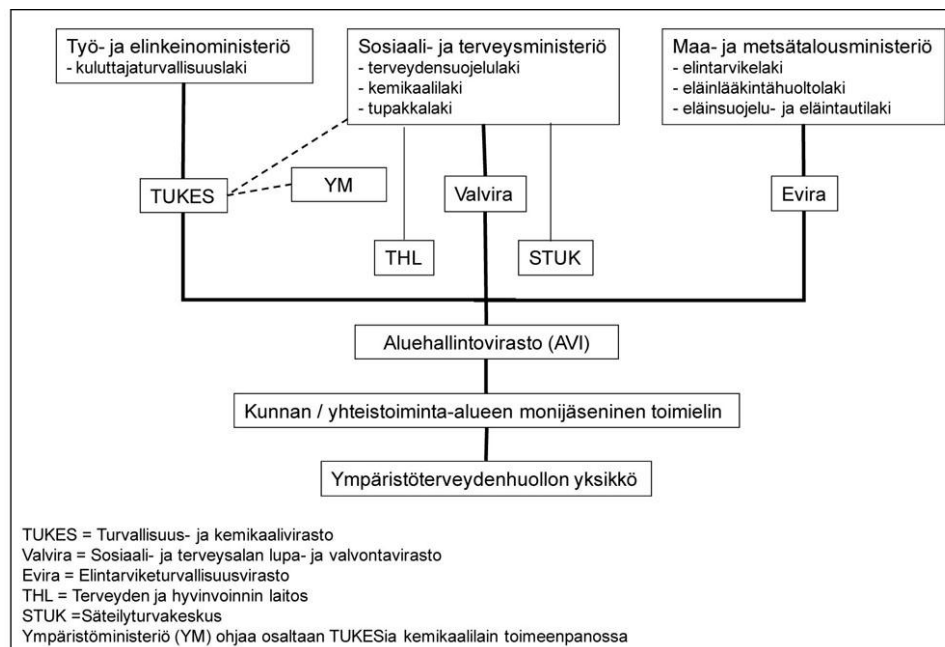 Työ- ja elinkeinoministeriö
- kuluttajaturvallisuuslaki
Sosiaali- ja terveysministeriö
- terveydensuojelulaki
- kemikaalilaki
- tupakkalaki
Maa- ja metsätalousministeriö
- elintarvikelaki
- eläinlääkintähuoltolaki
- eläinsuojelu- ja eläintautilaki
TUKES
YM
Valvira
Evira
THL
STUK
Aluehallintovirasto (AVI)
Kunnan / yhteistoiminta-alueen monijäseninen toimielin
Ympäristöterveydenhuollon yksikkö
TUKES = Turvallisuus- ja kemikaalivirasto
Valvira = Sosiaali- ja terveysalan lupa- ja valvontavirasto
Evira = Elintarviketurvallisuusvirasto
THL = Terveyden ja hyvinvoinnin laitos
STUK =Säteilyturvakeskus
Ympäristöministeriö (YM) ohjaa osaltaan TUKESia kemikaalilain toimeenpanossa